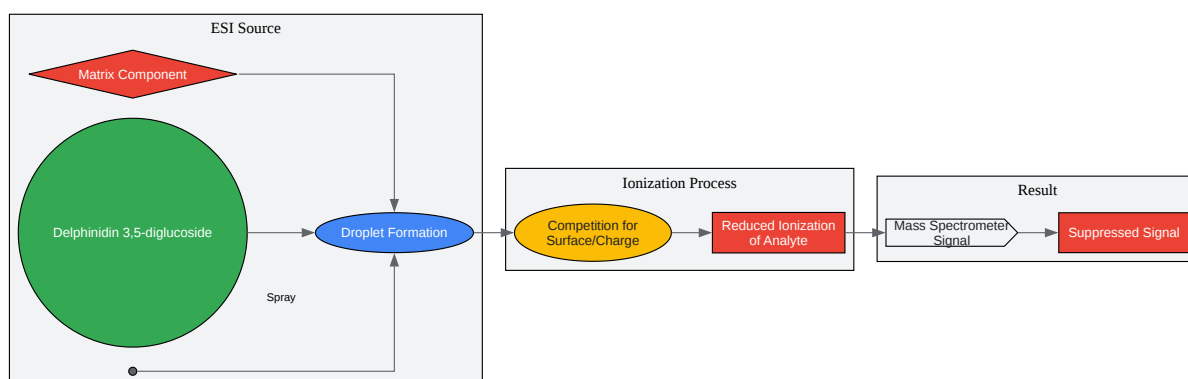 ESI Source
Matrix Component
Delphinidin 3,5-diglucoside
Droplet Formation
Spray
Ionization Process
Competition for
Surface/Charge
Reduced Ionization
of Analyte
Result
Mass Spectrometer
Signal
Suppressed Signal